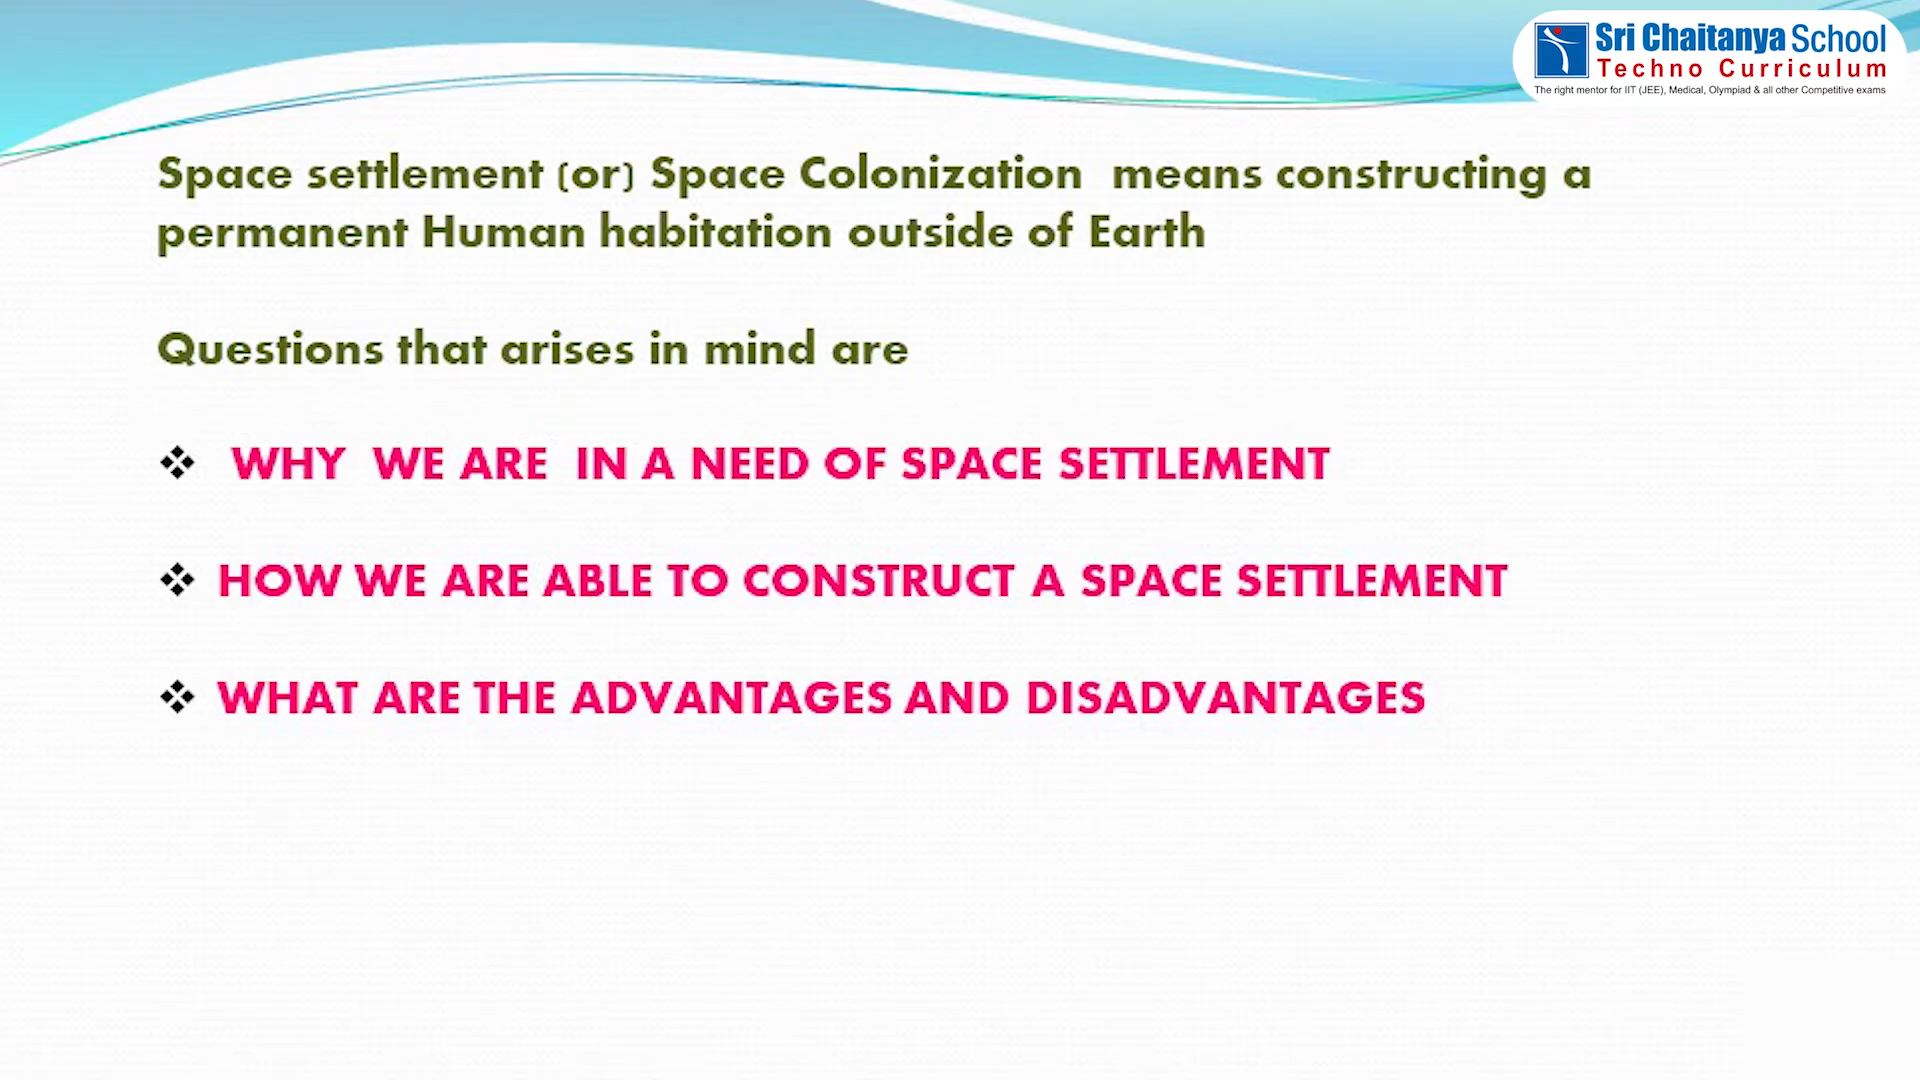 Sri Chaitanya School
Techno Curriculum
The right mentor for IIT (JEE), Medical, Olympiad & all other Competitive exams
Space settlement (or) Space Colonization means constructing a
permanent Human habitation outside of Earth
Questions that arises in mind are
❖ WHY WE ARE IN A NEED OF SPACE SETTLEMENT
❖ HOW WE ARE ABLE TO CONSTRUCT A SPACE SETTLEMENT
❖ WHAT ARE THE ADVANTAGES AND DISADVANTAGES